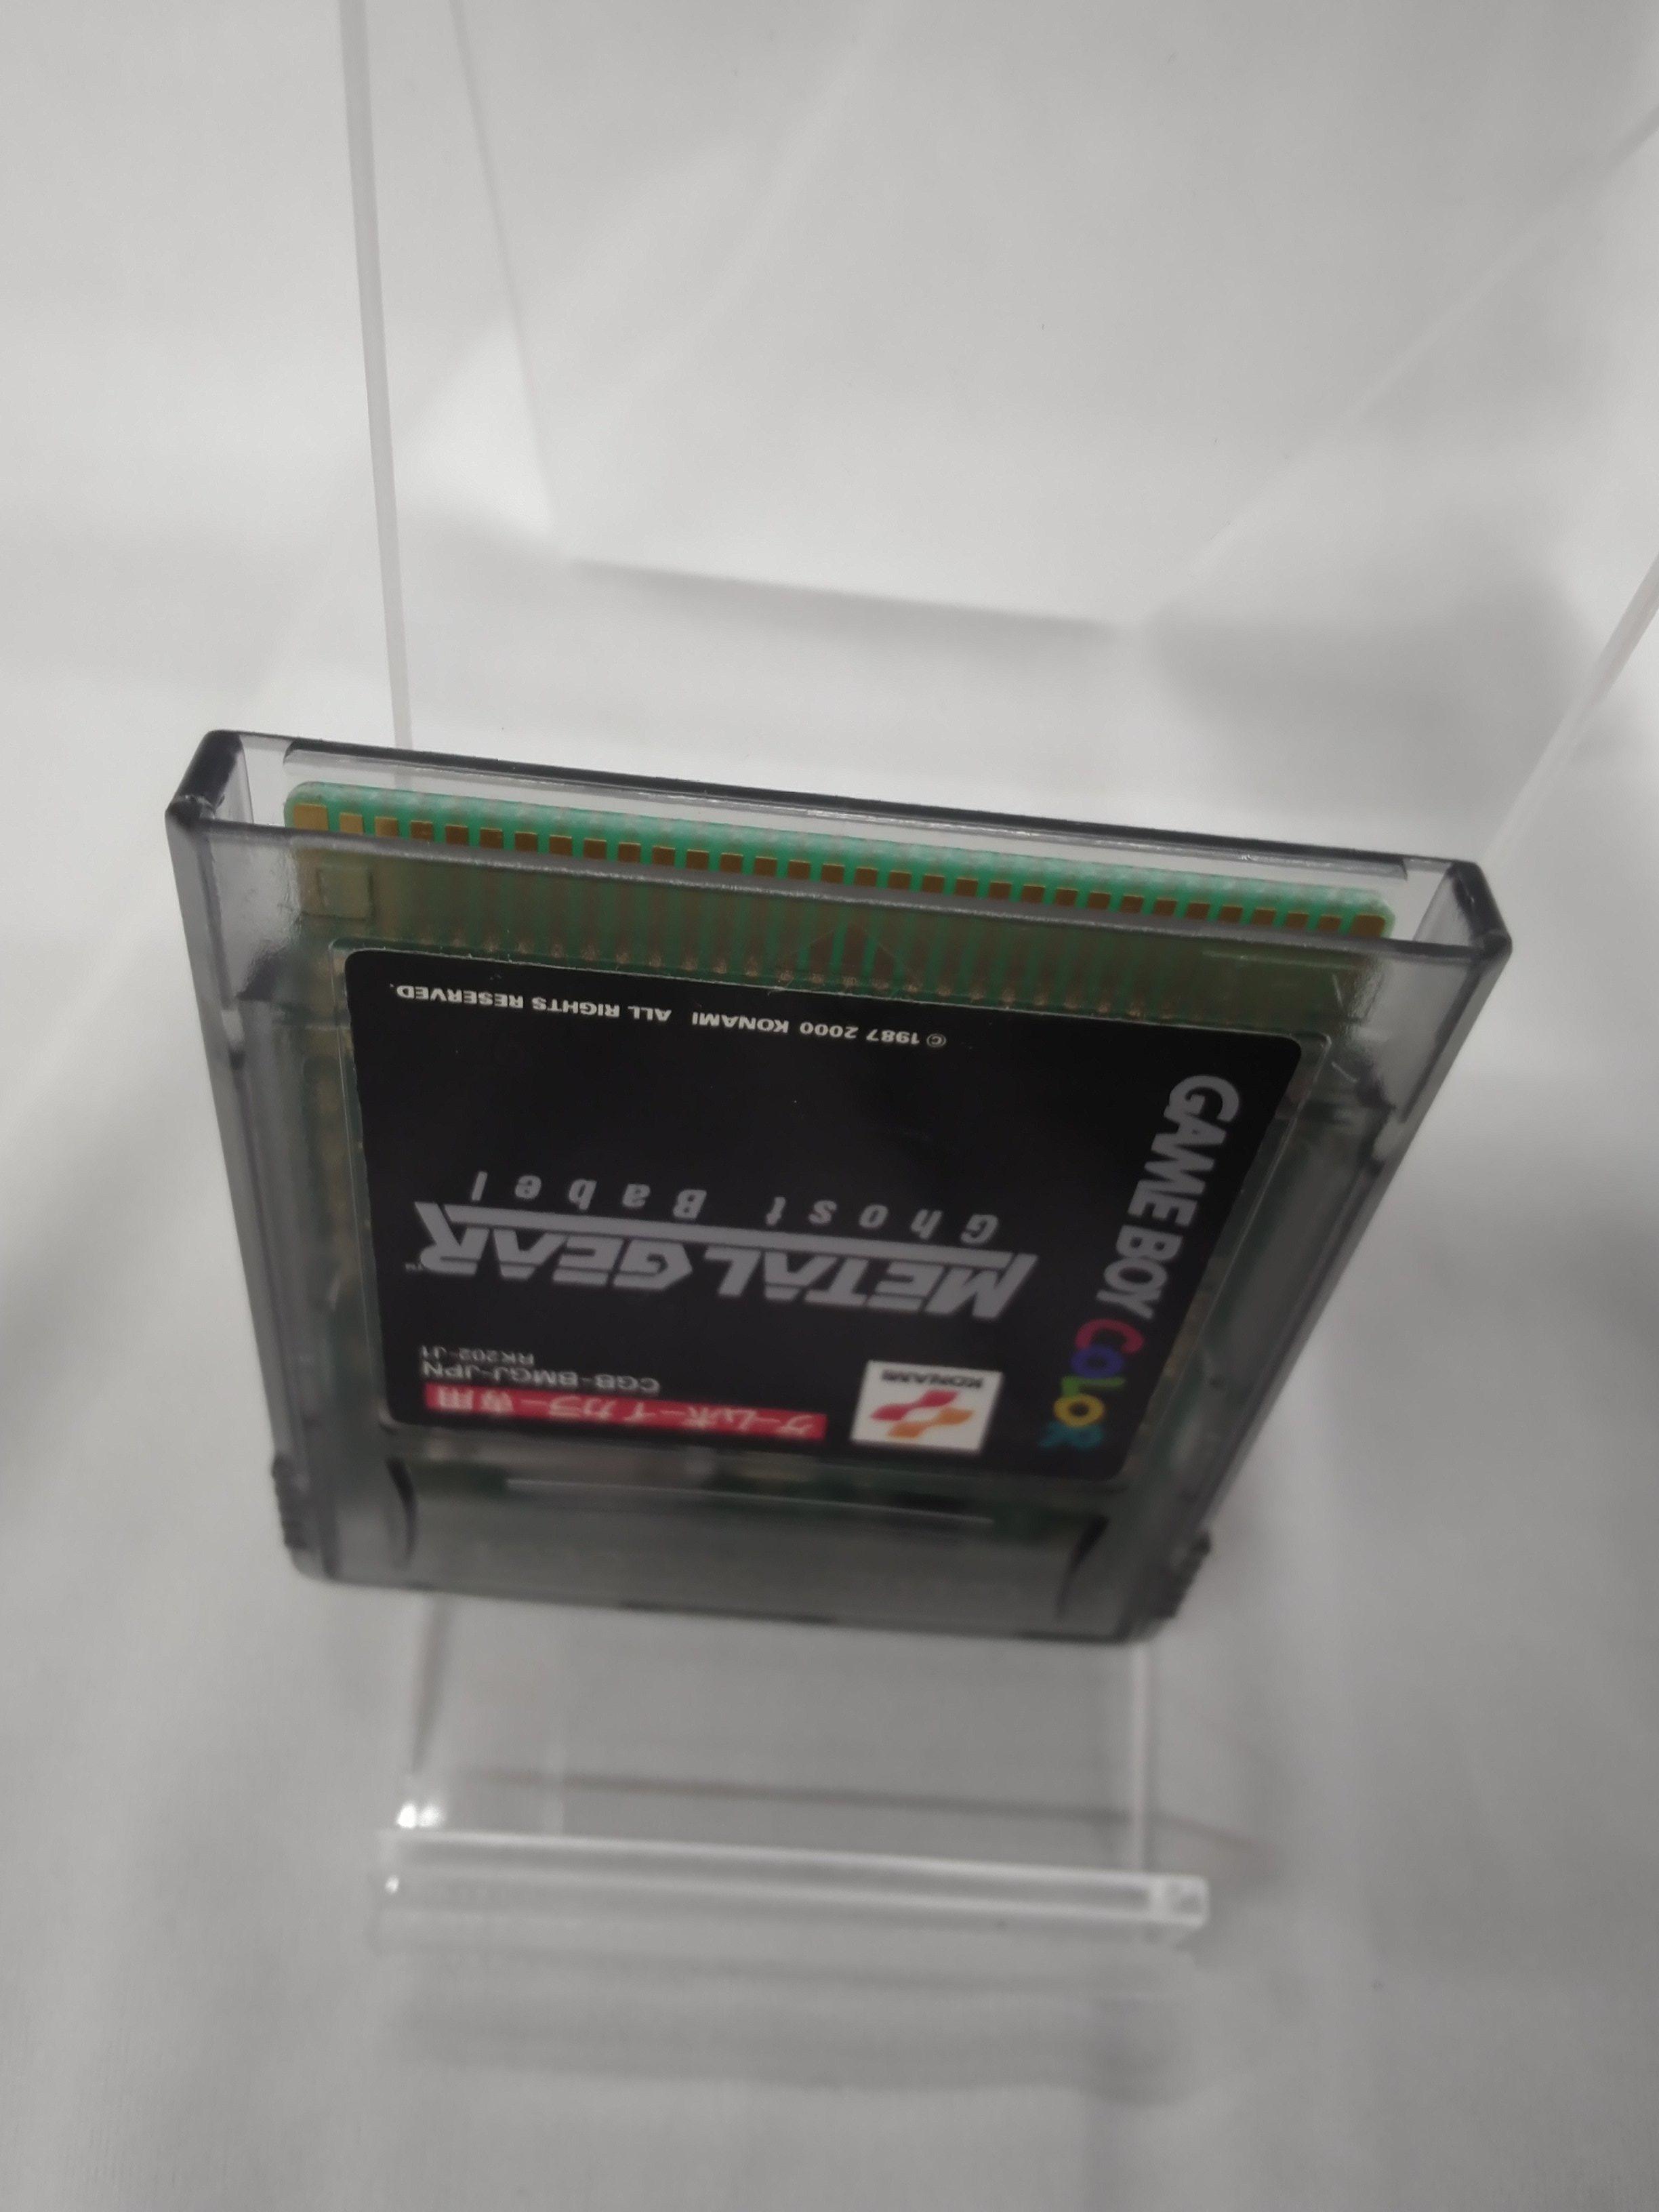 GAME BOY COLOR
KONAMI
ゲームボーイカラー専用
CGB-BMGJ-JPN
RK202-J1
METAL GEAR™
Ghost Babel
© 1987 2000 KONAMI ALL RIGHTS RESERVED.